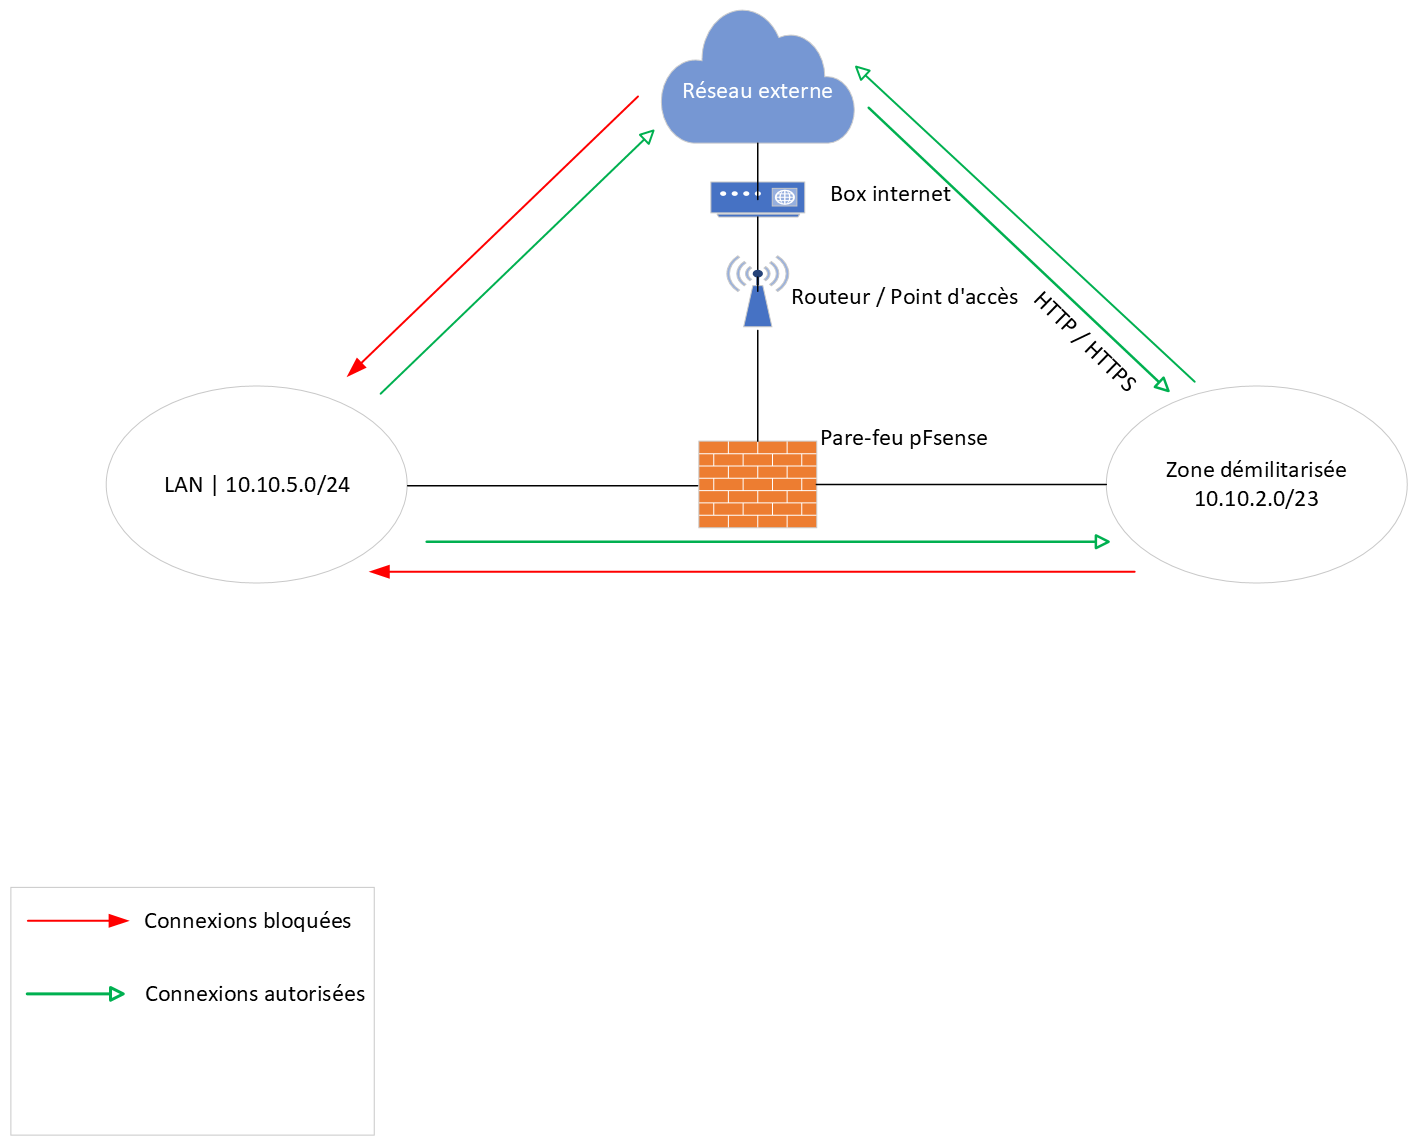 Réseau externe
Box internet
Routeur / Point d'accès
HTTP / HTTPS
Pare-feu pFsense
LAN | 10.10.5.0/24
Zone démilitarisée
10.10.2.0/23
Connexions bloquées
Connexions autorisées